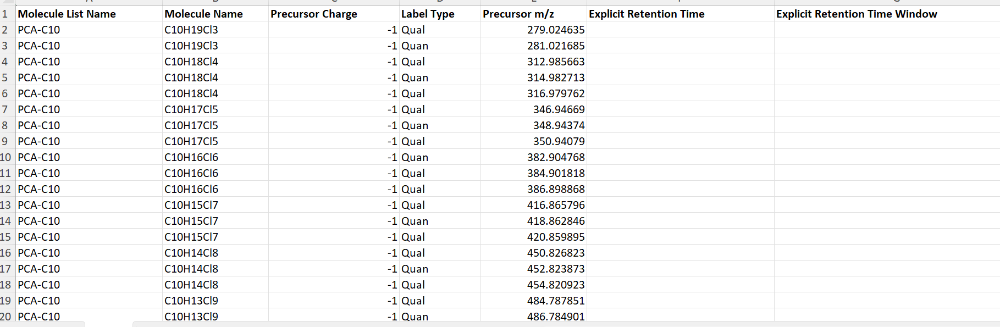 1 Molecule List Name Molecule Name Precursor Charge Label Type Precursor m/z Explicit Retention Time Explicit Retention Time Window
2 PCA-C10 C10H19Cl3 -1 Qual 279.024635
3 PCA-C10 C10H19Cl3 -1 Quan 281.021685
4 PCA-C10 C10H18Cl4 -1 Qual 312.985663
5 PCA-C10 C10H18Cl4 -1 Quan 314.982713
6 PCA-C10 C10H18Cl4 -1 Qual 316.979762
7 PCA-C10 C10H17Cl5 -1 Qual 346.94669
8 PCA-C10 C10H17Cl5 -1 Quan 348.94374
9 PCA-C10 C10H17Cl5 -1 Qual 350.94079
10 PCA-C10 C10H16Cl6 -1 Quan 382.904768
11 PCA-C10 C10H16Cl6 -1 Qual 384.901818
12 PCA-C10 C10H16Cl6 -1 Qual 386.898868
13 PCA-C10 C10H15Cl7 -1 Qual 416.865796
14 PCA-C10 C10H15Cl7 -1 Quan 418.862846
15 PCA-C10 C10H15Cl7 -1 Qual 420.859895
16 PCA-C10 C10H14Cl8 -1 Qual 450.826823
17 PCA-C10 C10H14Cl8 -1 Quan 452.823873
18 PCA-C10 C10H14Cl8 -1 Qual 454.820923
19 PCA-C10 C10H13Cl9 -1 Qual 484.787851
20 PCA-C10 C10H13Cl9 -1 Quan 486.784901